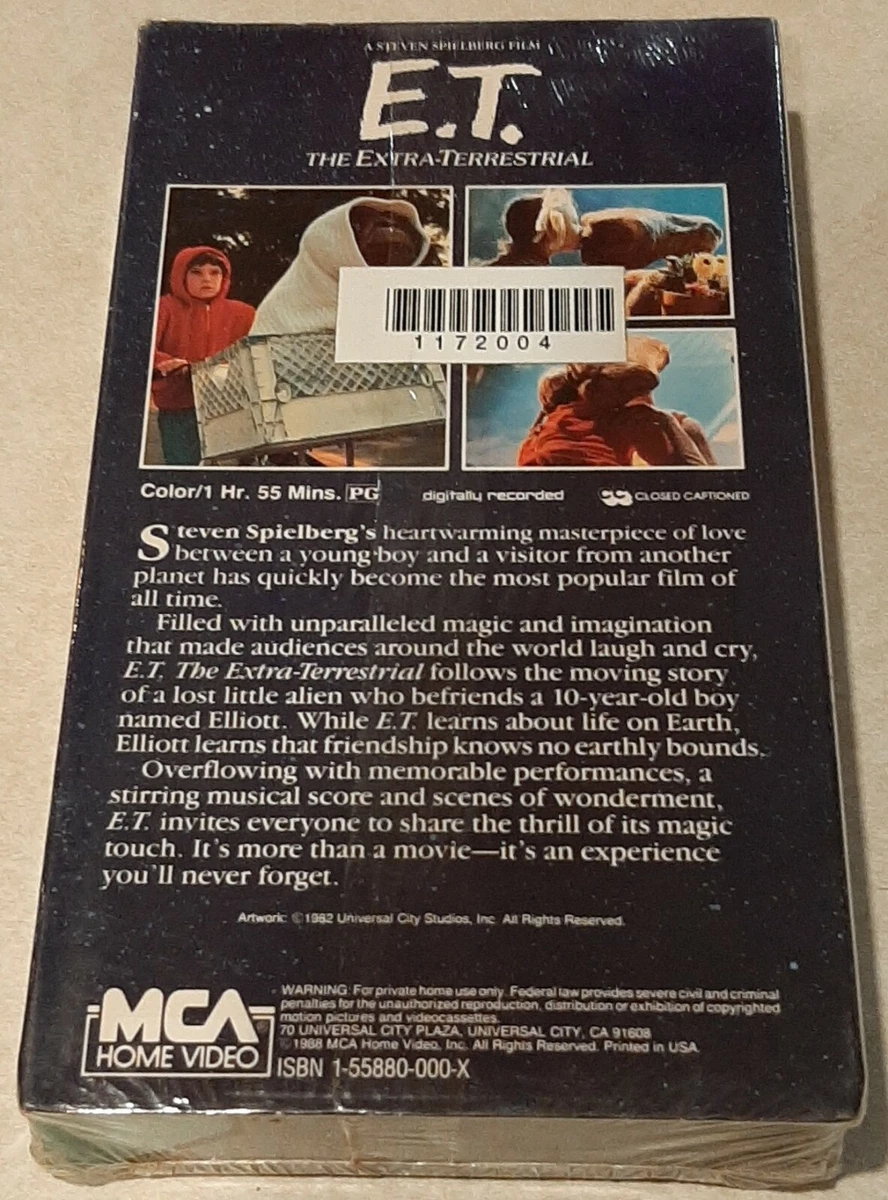 A STEVEN SPIELBERG FILM
E.T.
THE EXTRA-TERRESTRIAL
1172004
Color/1 Hr. 55 Mins. PG digitally recorded CC CLOSED CAPTIONED
Steven Spielberg's heartwarming masterpiece of love
between a young boy and a visitor from another
planet has quickly become the most popular film of
all time.
Filled with unparalleled magic and imagination
that made audiences around the world laugh and cry,
E.T. The Extra-Terrestrial follows the moving story
of a lost little alien who befriends a 10-year-old boy
named Elliott. While E.T. learns about life on Earth,
Elliott learns that friendship knows no earthly bounds.
Overflowing with memorable performances, a
stirring musical score and scenes of wonderment,
E.T. invites everyone to share the thrill of its magic
touch. It's more than a movie—it's an experience
you'll never forget.
Artwork: ©1982 Universal City Studios, Inc. All Rights Reserved.
MCA
HOME VIDEO
WARNING: For private home use only. Federal law provides severe civil and criminal
penalties for the unauthorized reproduction, distribution or exhibition of copyrighted
motion pictures and videocassettes.
70 UNIVERSAL CITY PLAZA, UNIVERSAL CITY, CA 91608
©1988 MCA Home Video, Inc. All Rights Reserved. Printed in USA
ISBN 1-55880-000-X